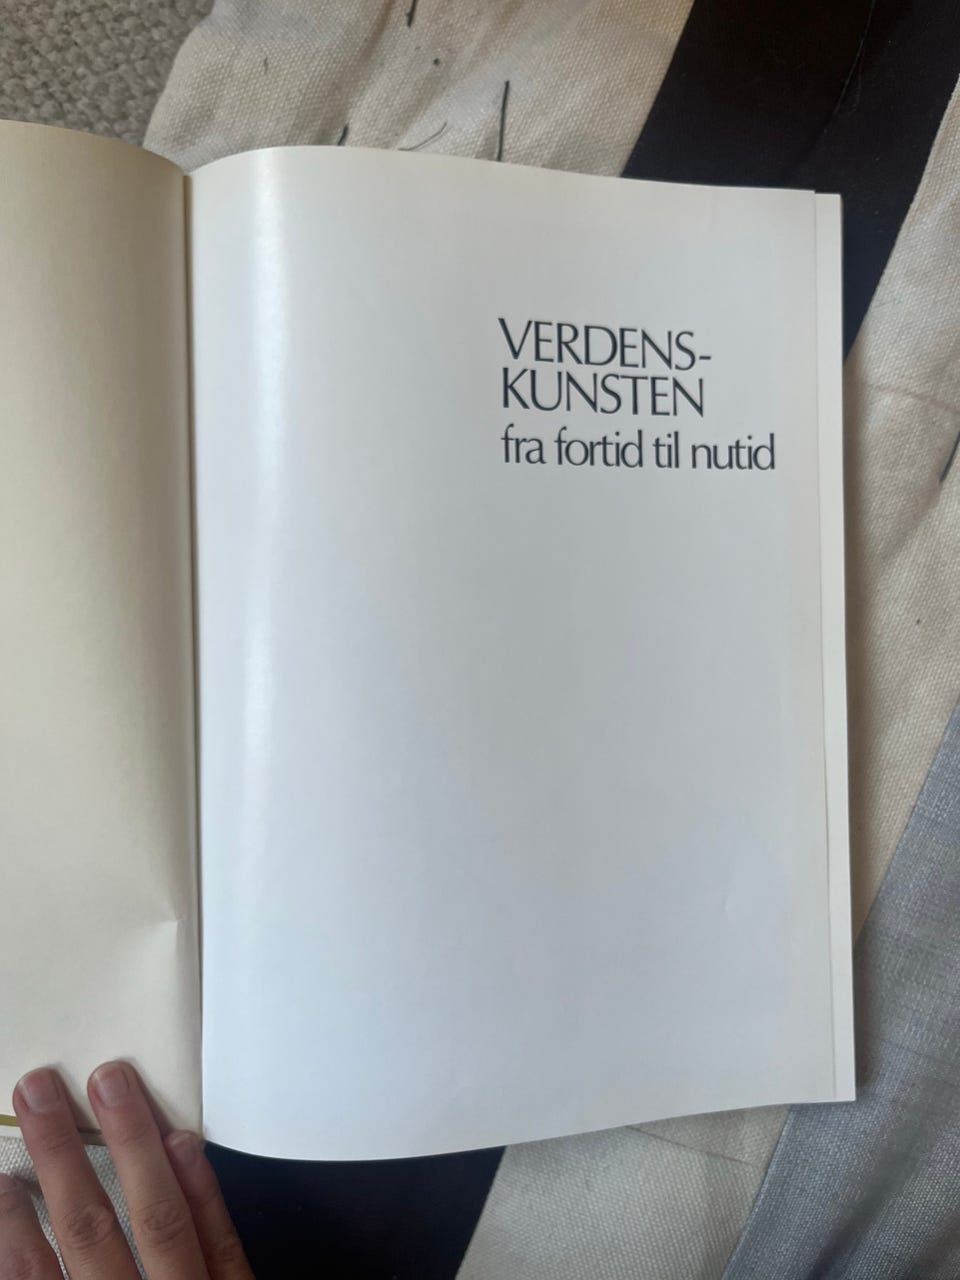 VERDENS-
KUNSTEN
fra fortid til nutid